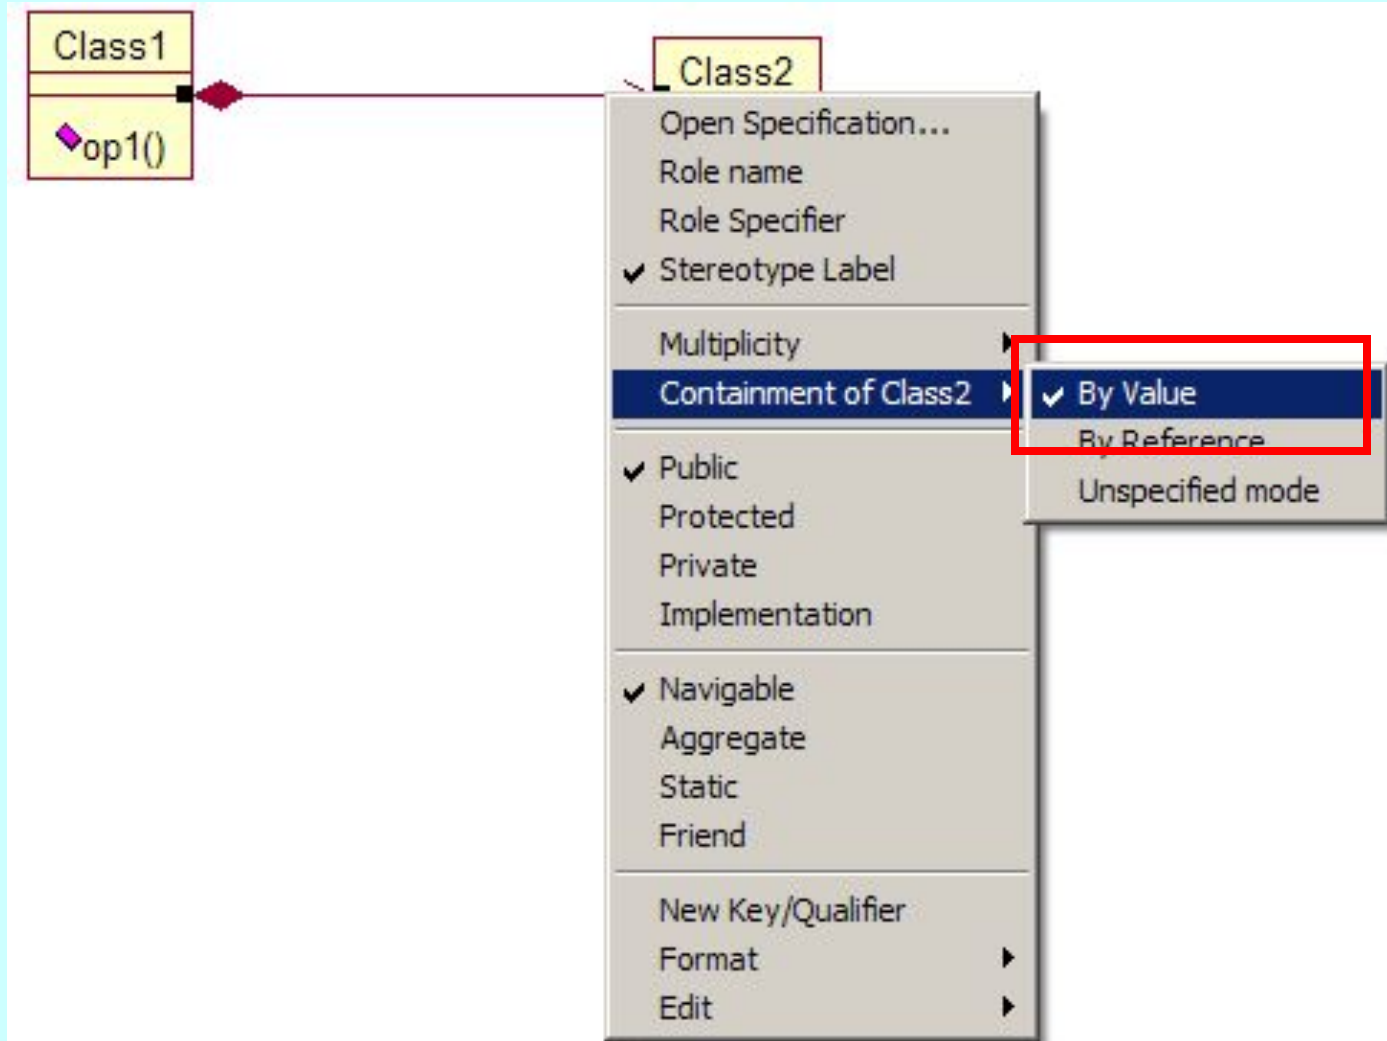 Class1
op1()
Class2
Open Specification...
Role name
Role Specifier
Stereotype Label
Multiplicity
Containment of Class2
By Value
By Reference
Unspecified mode
Public
Protected
Private
Implementation
Navigable
Aggregate
Static
Friend
New Key/Qualifier
Format
Edit